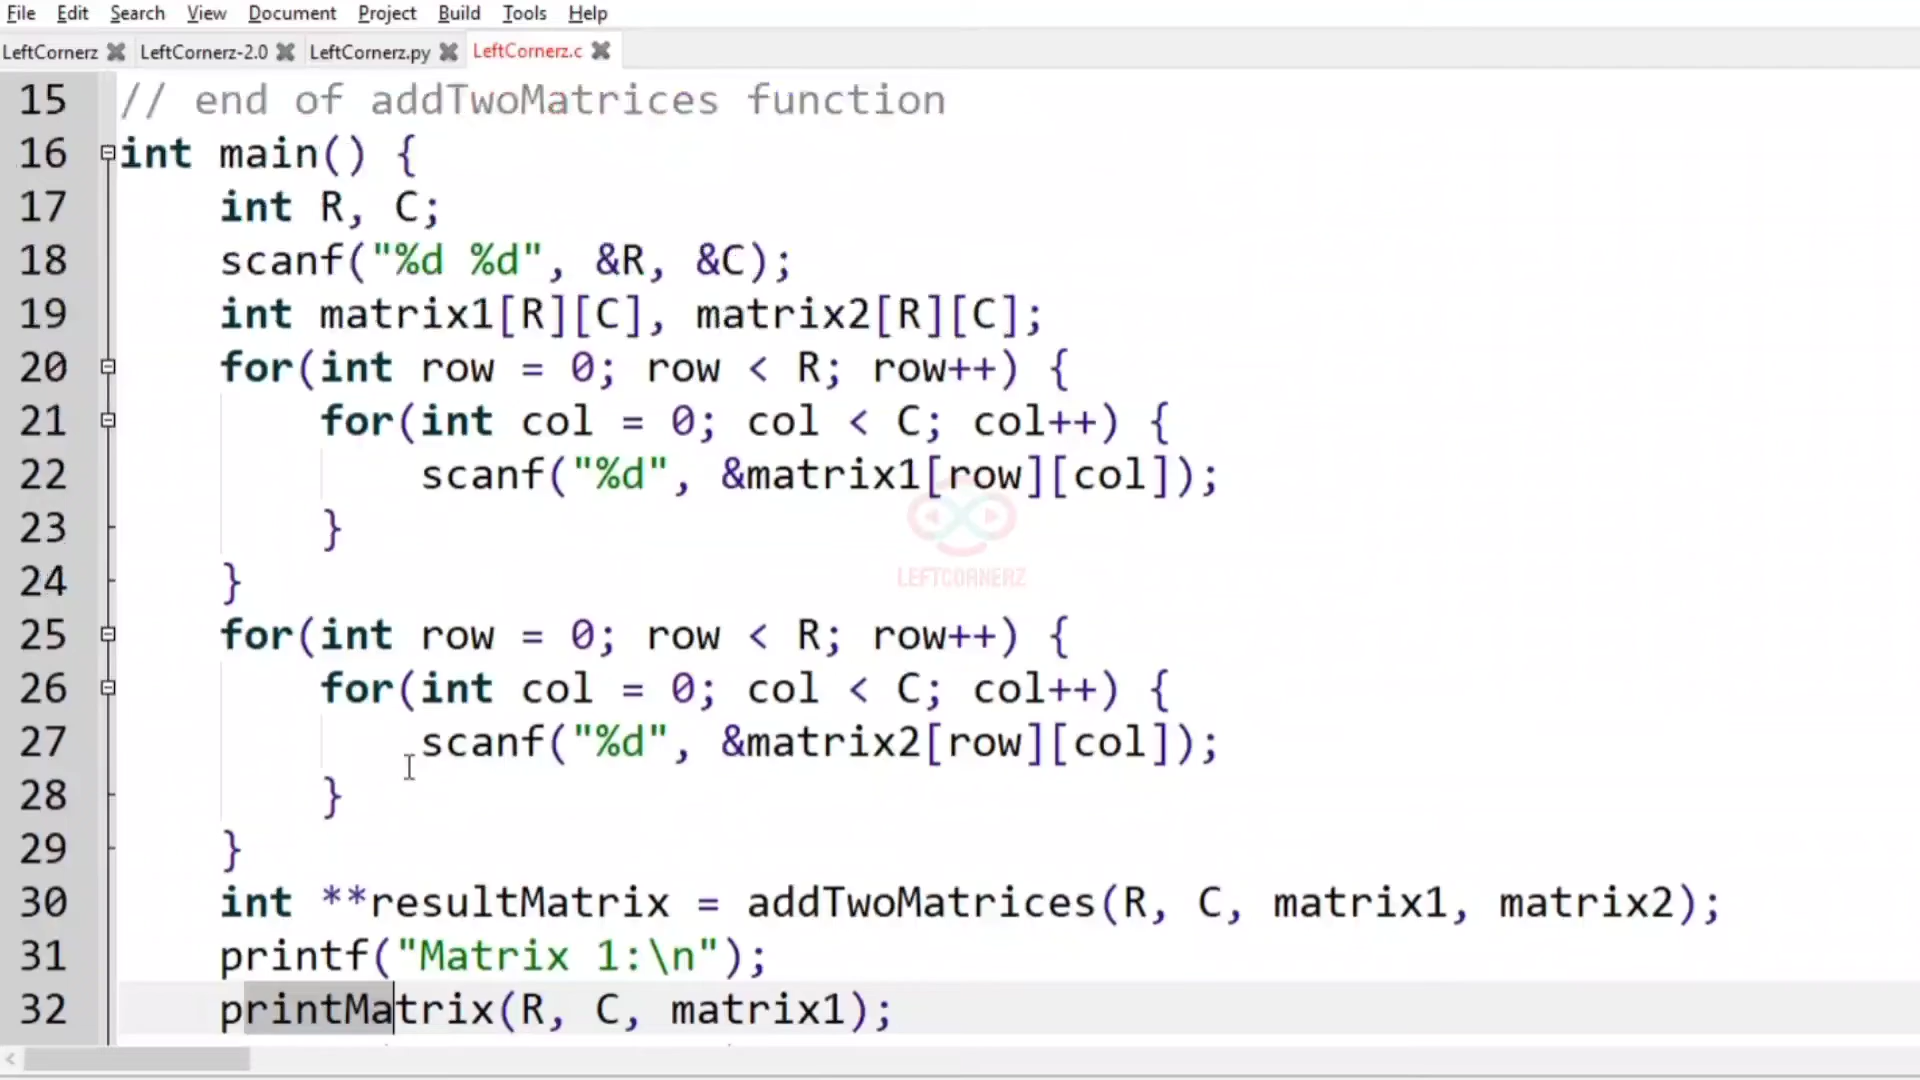 File Edit Search View Document Project Build Tools Help
LeftCornerz LeftCornerz-2.0 LeftCornerz.py LeftCornerz.c
15 // end of addTwoMatrices function
16 int main() {
17 int R, C;
18 scanf("%d %d", &R, &C);
19 int matrix1[R][C], matrix2[R][C];
20 for(int row = 0; row < R; row++) {
21 for(int col = 0; col < C; col++) {
22 scanf("%d", &matrix1[row][col]);
23 }
LEFTCORNERZ
24 }
25 for(int row = 0; row < R; row++) {
26 for(int col = 0; col < C; col++) {
27 scanf("%d", &matrix2[row][col]);
28 }
29 }
30 int **resultMatrix = addTwoMatrices(R, C, matrix1, matrix2);
31 printf("Matrix 1:\n");
32 printMatrix(R, C, matrix1);